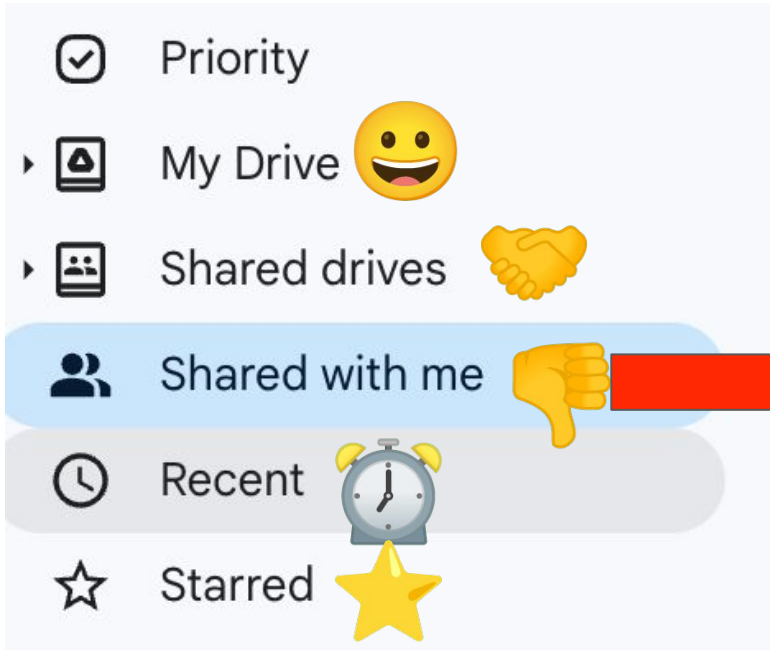 Priority
My Drive
Shared drives
Shared with me
Recent
Starred